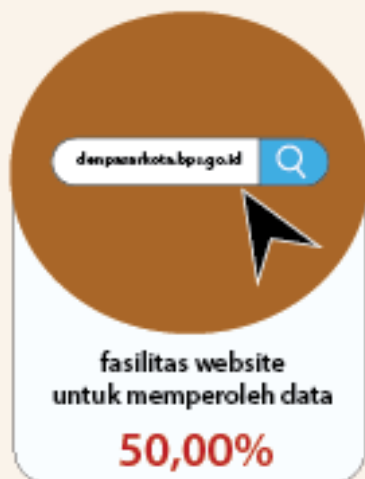 denpasarkota.bps.go.id
fasilitas website
untuk memperoleh data
50,00%